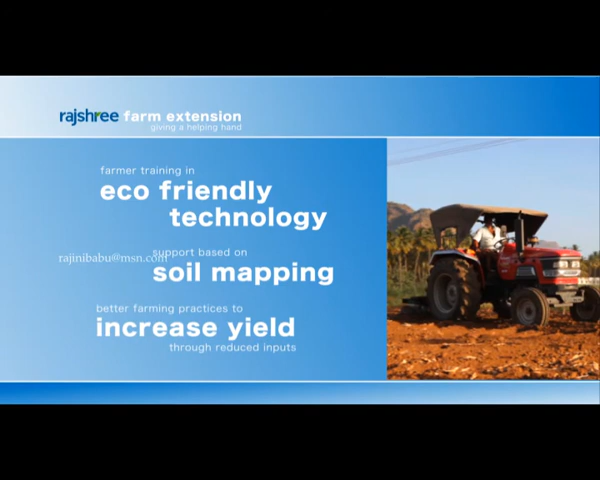 rajshree farm extension
giving a helping hand
farmer training in
eco friendly
technology
support based on
rajinibabu@msn.com
soil mapping
better farming practices to
increase yield
through reduced inputs